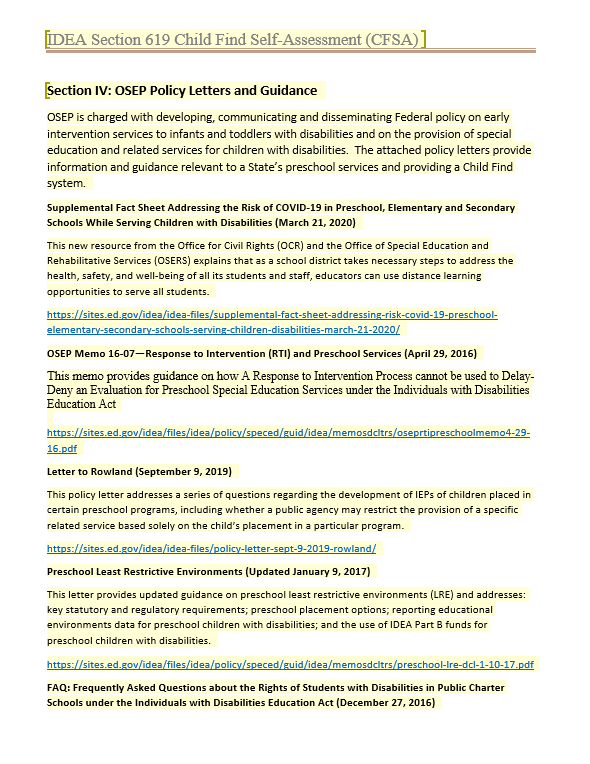 IDEA Section 619 Child Find Self-Assessment (CFSA)
Section IV: OSEP Policy Letters and Guidance
OSEP is charged with developing, communicating and disseminating Federal policy on early
intervention services to infants and toddlers with disabilities and on the provision of special
education and related services for children with disabilities.  The attached policy letters provide
information and guidance relevant to a State's preschool services and providing a Child Find
system.
Supplemental Fact Sheet Addressing the Risk of COVID-19 in Preschool, Elementary and Secondary
Schools While Serving Children with Disabilities (March 21, 2020)
This new resource from the Office for Civil Rights (OCR) and the Office of Special Education and
Rehabilitative Services (OSERS) explains that as a school district takes necessary steps to address the
health, safety, and well-being of all its students and staff, educators can use distance learning
opportunities to serve all students.
https://sites.ed.gov/idea/idea-files/supplemental-fact-sheet-addressing-risk-covid-19-preschool-
elementary-secondary-schools-serving-children-disabilities-march-21-2020/
OSEP Memo 16-07—Response to Intervention (RTI) and Preschool Services (April 29, 2016)
This memo provides guidance on how A Response to Intervention Process cannot be used to Delay-
Deny an Evaluation for Preschool Special Education Services under the Individuals with Disabilities
Education Act
https://sites.ed.gov/idea/files/idea/policy/speced/guid/idea/memosdcltrs/oseprtipreschoolmemo4-29-
16.pdf
Letter to Rowland (September 9, 2019)
This policy letter addresses a series of questions regarding the development of IEPs of children placed in
certain preschool programs, including whether a public agency may restrict the provision of a specific
related service based solely on the child's placement in a particular program.
https://sites.ed.gov/idea/idea-files/policy-letter-sept-9-2019-rowland/
Preschool Least Restrictive Environments (Updated January 9, 2017)
This letter provides updated guidance on preschool least restrictive environments (LRE) and addresses:
key statutory and regulatory requirements; preschool placement options; reporting educational
environments data for preschool children with disabilities; and the use of IDEA Part B funds for
preschool children with disabilities.
https://sites.ed.gov/idea/files/idea/policy/speced/guid/idea/memosdcltrs/preschool-lre-dcl-1-10-17.pdf
FAQ: Frequently Asked Questions about the Rights of Students with Disabilities in Public Charter
Schools under the Individuals with Disabilities Education Act (December 27, 2016)